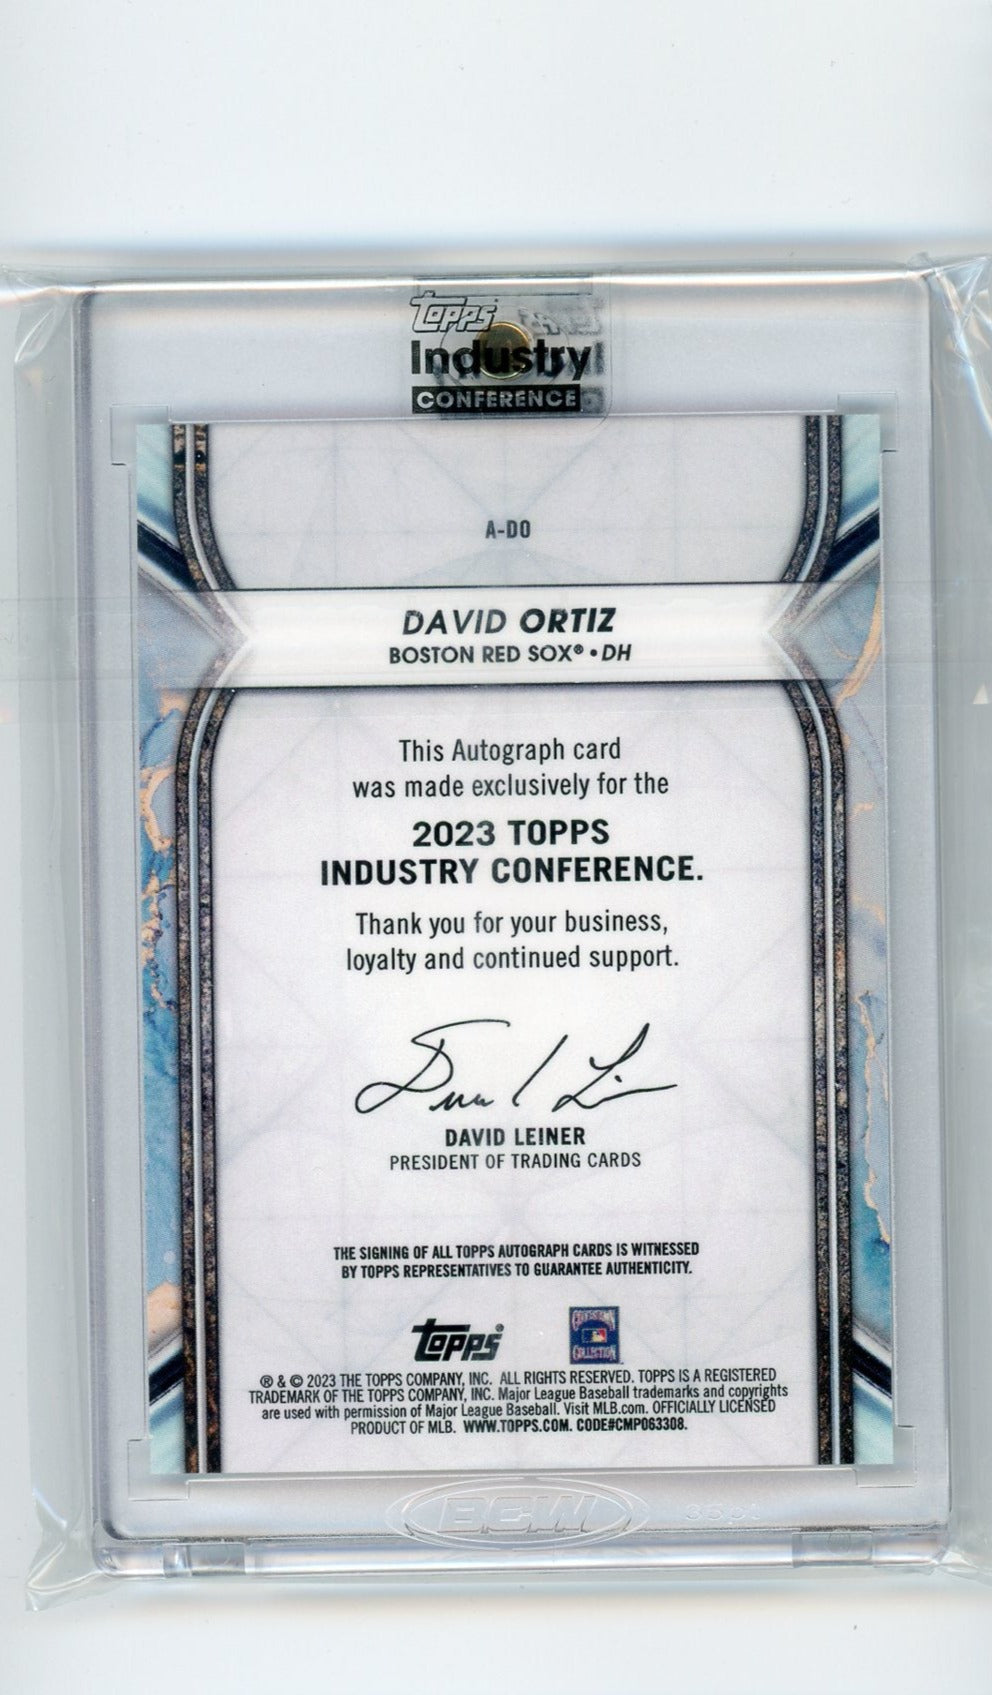 Topps
Industry
CONFERENCE
A-DO
DAVID ORTIZ
BOSTON RED SOX® • DH
This Autograph card
was made exclusively for the
2023 TOPPS
INDUSTRY CONFERENCE.
Thank you for your business,
loyalty and continued support.
DAVID LEINER
PRESIDENT OF TRADING CARDS
THE SIGNING OF ALL TOPPS AUTOGRAPH CARDS IS WITNESSED
BY TOPPS REPRESENTATIVES TO GUARANTEE AUTHENTICITY.
Topps®
COOPERSTOWN
COLLECTION
® & © 2023 THE TOPPS COMPANY, INC. ALL RIGHTS RESERVED. TOPPS IS A REGISTERED
TRADEMARK OF THE TOPPS COMPANY, INC. Major League Baseball trademarks and copyrights
are used with permission of Major League Baseball. Visit MLB.com. OFFICIALLY LICENSED
PRODUCT OF MLB. WWW.TOPPS.COM. CODE#CMP063308.
BCW 35pt